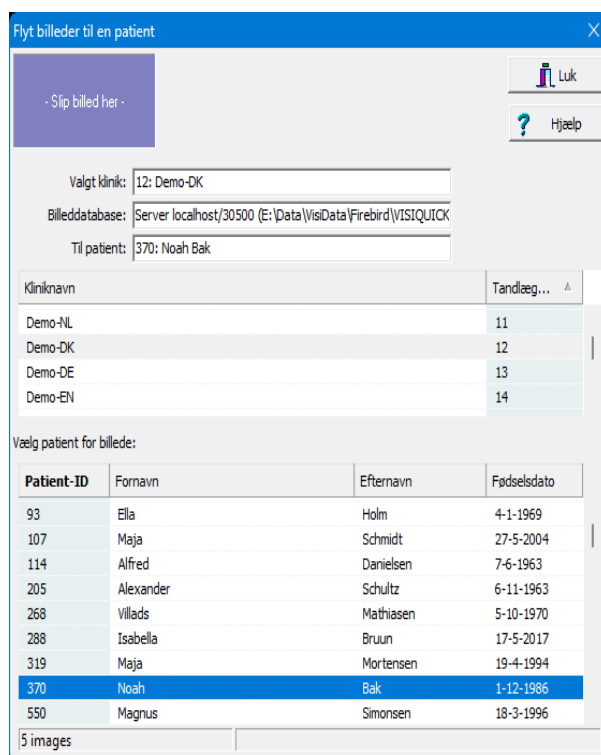 Flyt billeder til en patient
- Slip billed her -
Luk
Hjælp
Valgt klinik: 12: Demo-DK
Billeddatabase: Server localhost/30500 (E:\Data\VisiData\Firebird\VISIQUICK
Til patient: 370: Noah Bak
Kliniknavn Tandlæg...
Demo-NL 11
Demo-DK 12
Demo-DE 13
Demo-EN 14
Vælg patient for billede:
Patient-ID Fornavn Efternavn Fødselsdato
93 Ella Holm 4-1-1969
107 Maja Schmidt 27-5-2004
114 Alfred Danielsen 7-6-1963
205 Alexander Schultz 6-11-1963
268 Villads Mathiasen 5-10-1970
288 Isabella Bruun 17-5-2017
319 Maja Mortensen 19-4-1994
370 Noah Bak 1-12-1986
550 Magnus Simonsen 18-3-1996
5 images